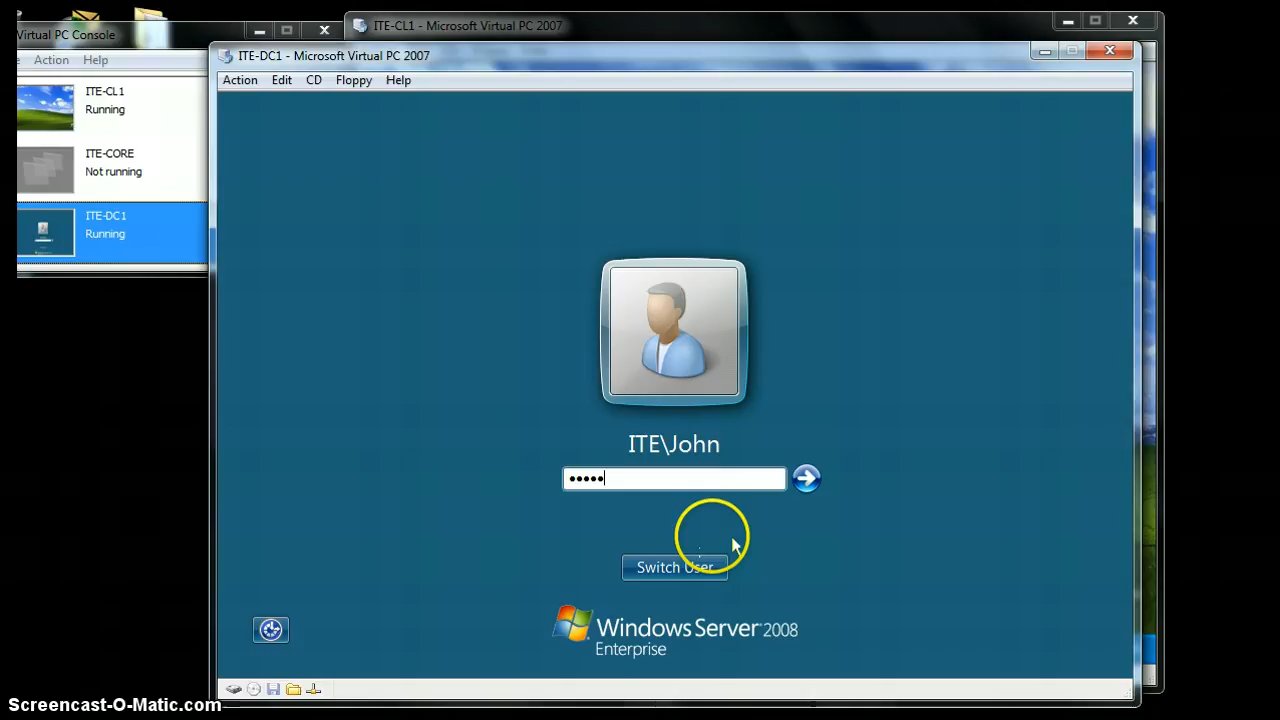 Virtual PC Console
Action Help
ITE-CL1
Running
ITE-CORE
Not running
ITE-DC1
Running
ITE-CL1 - Microsoft Virtual PC 2007
ITE-DC1 - Microsoft Virtual PC 2007
Action Edit CD Floppy Help
ITE\John
Switch User
Windows Server 2008
Enterprise
Screencast-O-Matic.com